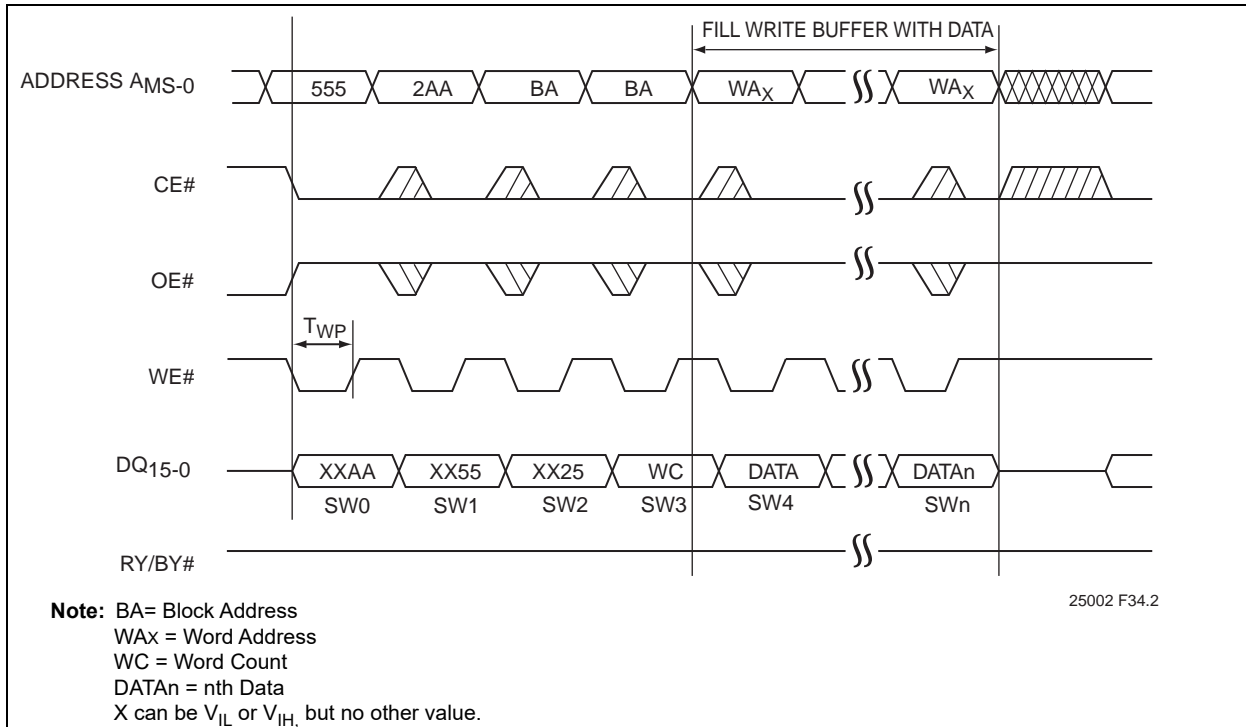 FILL WRITE BUFFER WITH DATA
ADDRESS AMS-0
555 2AA BA BA WAX WAX
CE#
OE#
TWP
WE#
DQ15-0
XXAA XX55 XX25 WC DATA DATAn
SW0 SW1 SW2 SW3 SW4 SWn
RY/BY#
25002 F34.2
Note: BA= Block Address
WAX = Word Address
WC = Word Count
DATAn = nth Data
X can be VIL or VIH, but no other value.